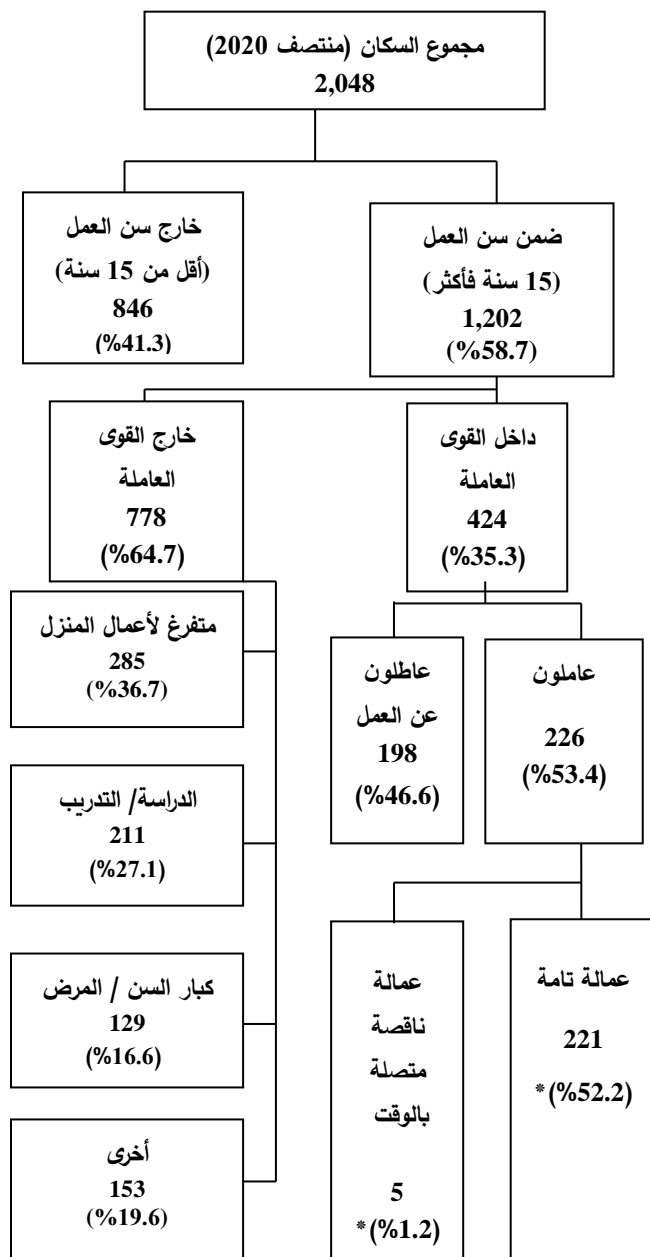 مجموع السكان (منتصف 2020)
2,048
ضمن سن العمل
(15 سنة فأكثر)
1,202
(%58.7)
خارج سن العمل
(أقل من 15 سنة)
846
(%41.3)
داخل القوى
العاملة
424
(%35.3)
خارج القوى
العاملة
778
(%64.7)
عاملون
226
(%53.4)
عاطلون
عن العمل
198
(%46.6)
متفرغ لأعمال المنزل
285
(%36.7)
الدراسة/ التدريب
211
(%27.1)
كبار السن / المرض
129
(%16.6)
أخرى
153
(%19.6)
عمالة تامة
221
(%52.2)*
عمالة
ناقصة
متصلة
بالوقت
5
(%1.2)*